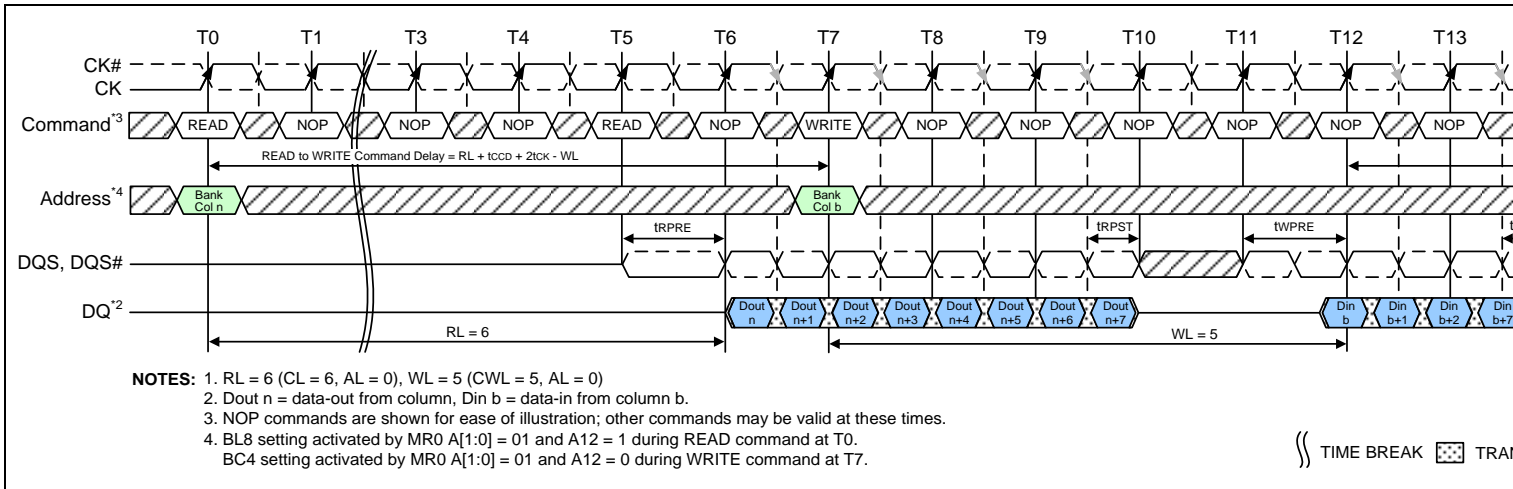 T0 T1 T3 T4 T5 T6 T7 T8 T9 T10 T11 T12 T13
CK#
CK
Command*3 READ NOP NOP NOP READ NOP WRITE NOP NOP NOP NOP NOP NOP
READ to WRITE Command Delay = RL + tCCD + 2tCK - WL
Address*4 Bank Col n Bank Col b
tRPRE tRPST tWPRE t
DQS, DQS#
DQ*2 Dout n Dout n+1 Dout n+2 Dout n+3 Dout n+4 Dout n+5 Dout n+6 Dout n+7 Din b Din b+1 Din b+2 Din b+7
RL = 6 WL = 5
NOTES: 1. RL = 6 (CL = 6, AL = 0), WL = 5 (CWL = 5, AL = 0)
2. Dout n = data-out from column, Din b = data-in from column b.
3. NOP commands are shown for ease of illustration; other commands may be valid at these times.
4. BL8 setting activated by MR0 A[1:0] = 01 and A12 = 1 during READ command at T0.
BC4 setting activated by MR0 A[1:0] = 01 and A12 = 0 during WRITE command at T7.
TIME BREAK TRAN